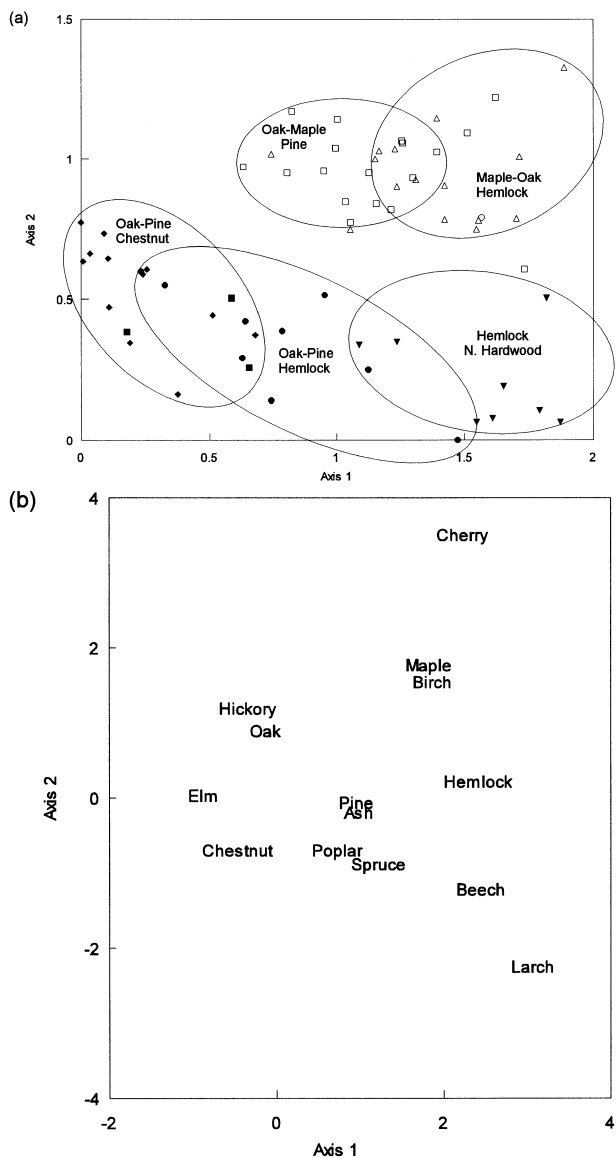 (a)
1.5
Oak-Maple
Pine
1
Maple-Oak
Hemlock
Axis 2
Oak-Pine
Chestnut
0.5
Oak-Pine
Hemlock
Hemlock
N. Hardwood
0
0
0.5
1
1.5
2
Axis 1
(b)
4
Cherry
2
Maple
Birch
Hickory
Oak
Axis 2
0
Elm
Pine
Ash
Hemlock
Chestnut
Poplar
Spruce
Beech
-2
Larch
-4
-2
0
2
4
Axis 1